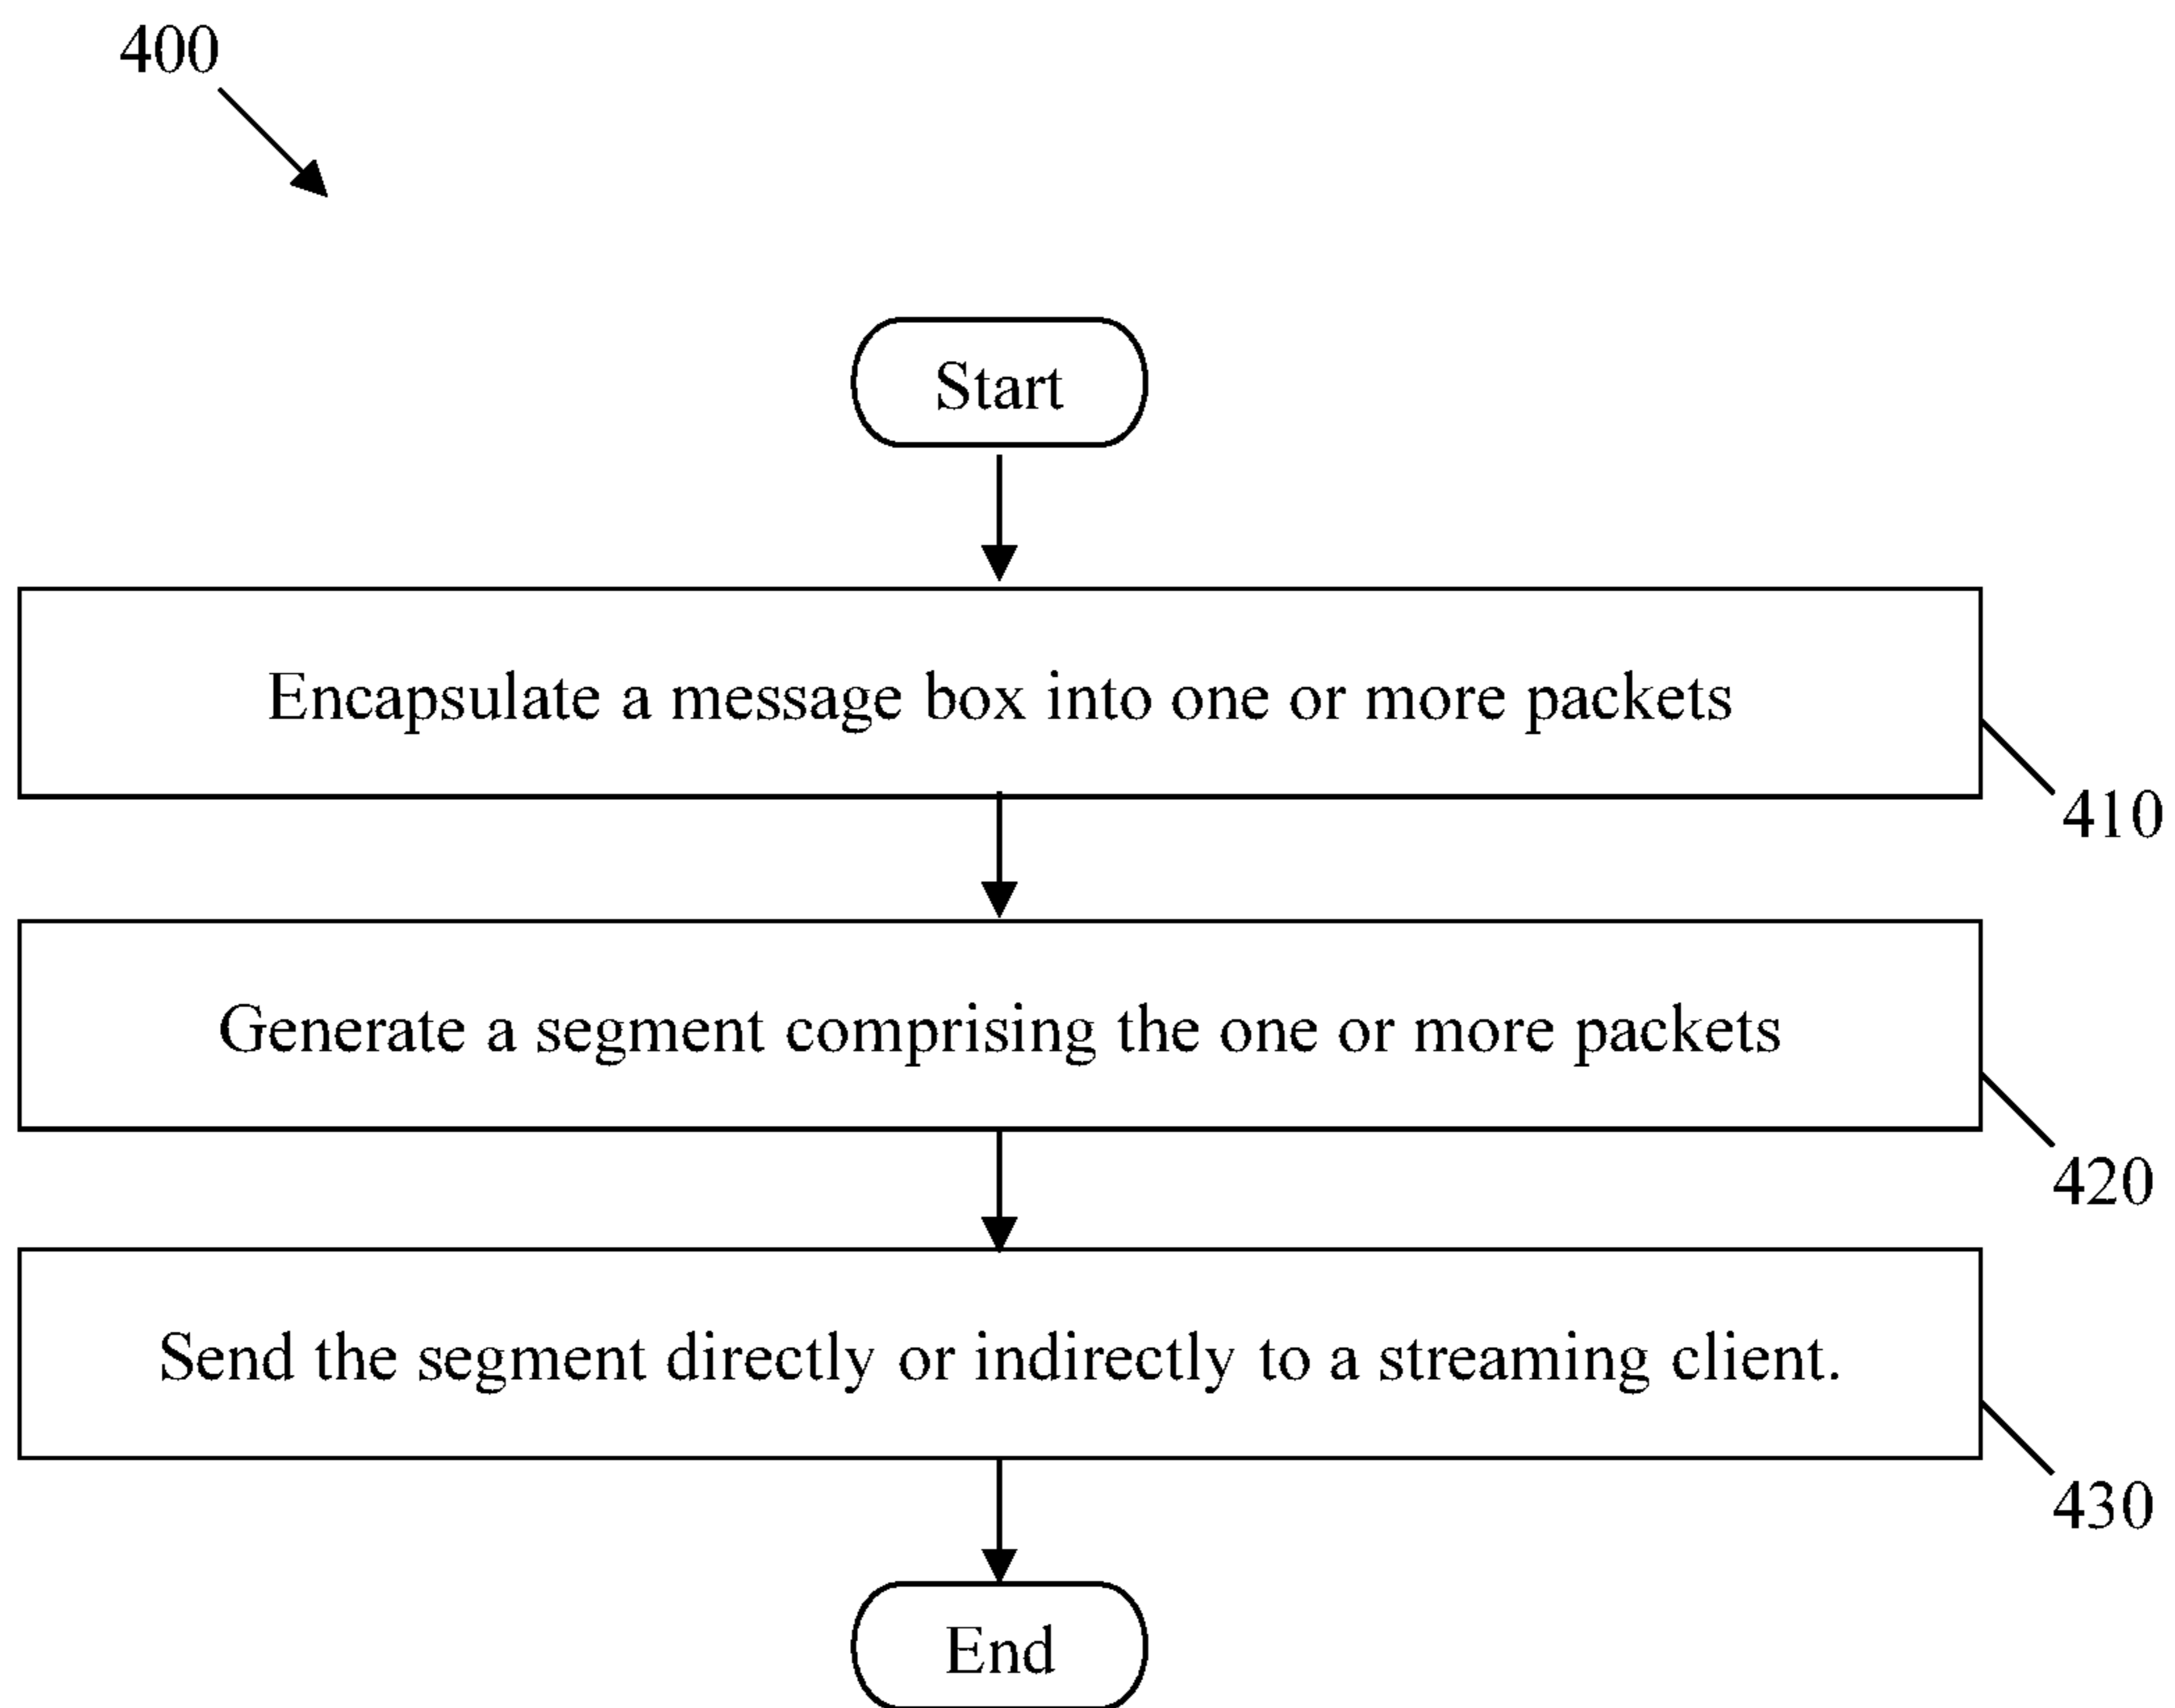 400
Start
Encapsulate a message box into one or more packets
410
Generate a segment comprising the one or more packets
420
Send the segment directly or indirectly to a streaming client.
430
End